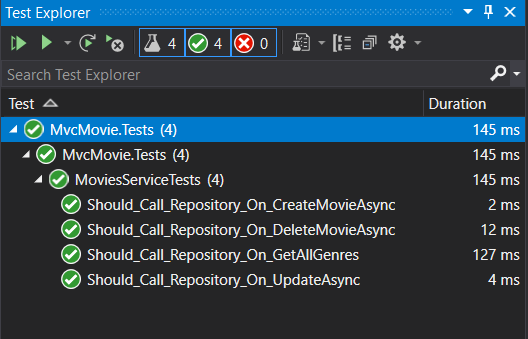 Test Explorer
4 4 0
Search Test Explorer
Test Duration
MvcMovie.Tests (4) 145 ms
MvcMovie.Tests (4) 145 ms
MoviesServiceTests (4) 145 ms
Should_Call_Repository_On_CreateMovieAsync 2 ms
Should_Call_Repository_On_DeleteMovieAsync 12 ms
Should_Call_Repository_On_GetAllGenres 127 ms
Should_Call_Repository_On_UpdateAsync 4 ms